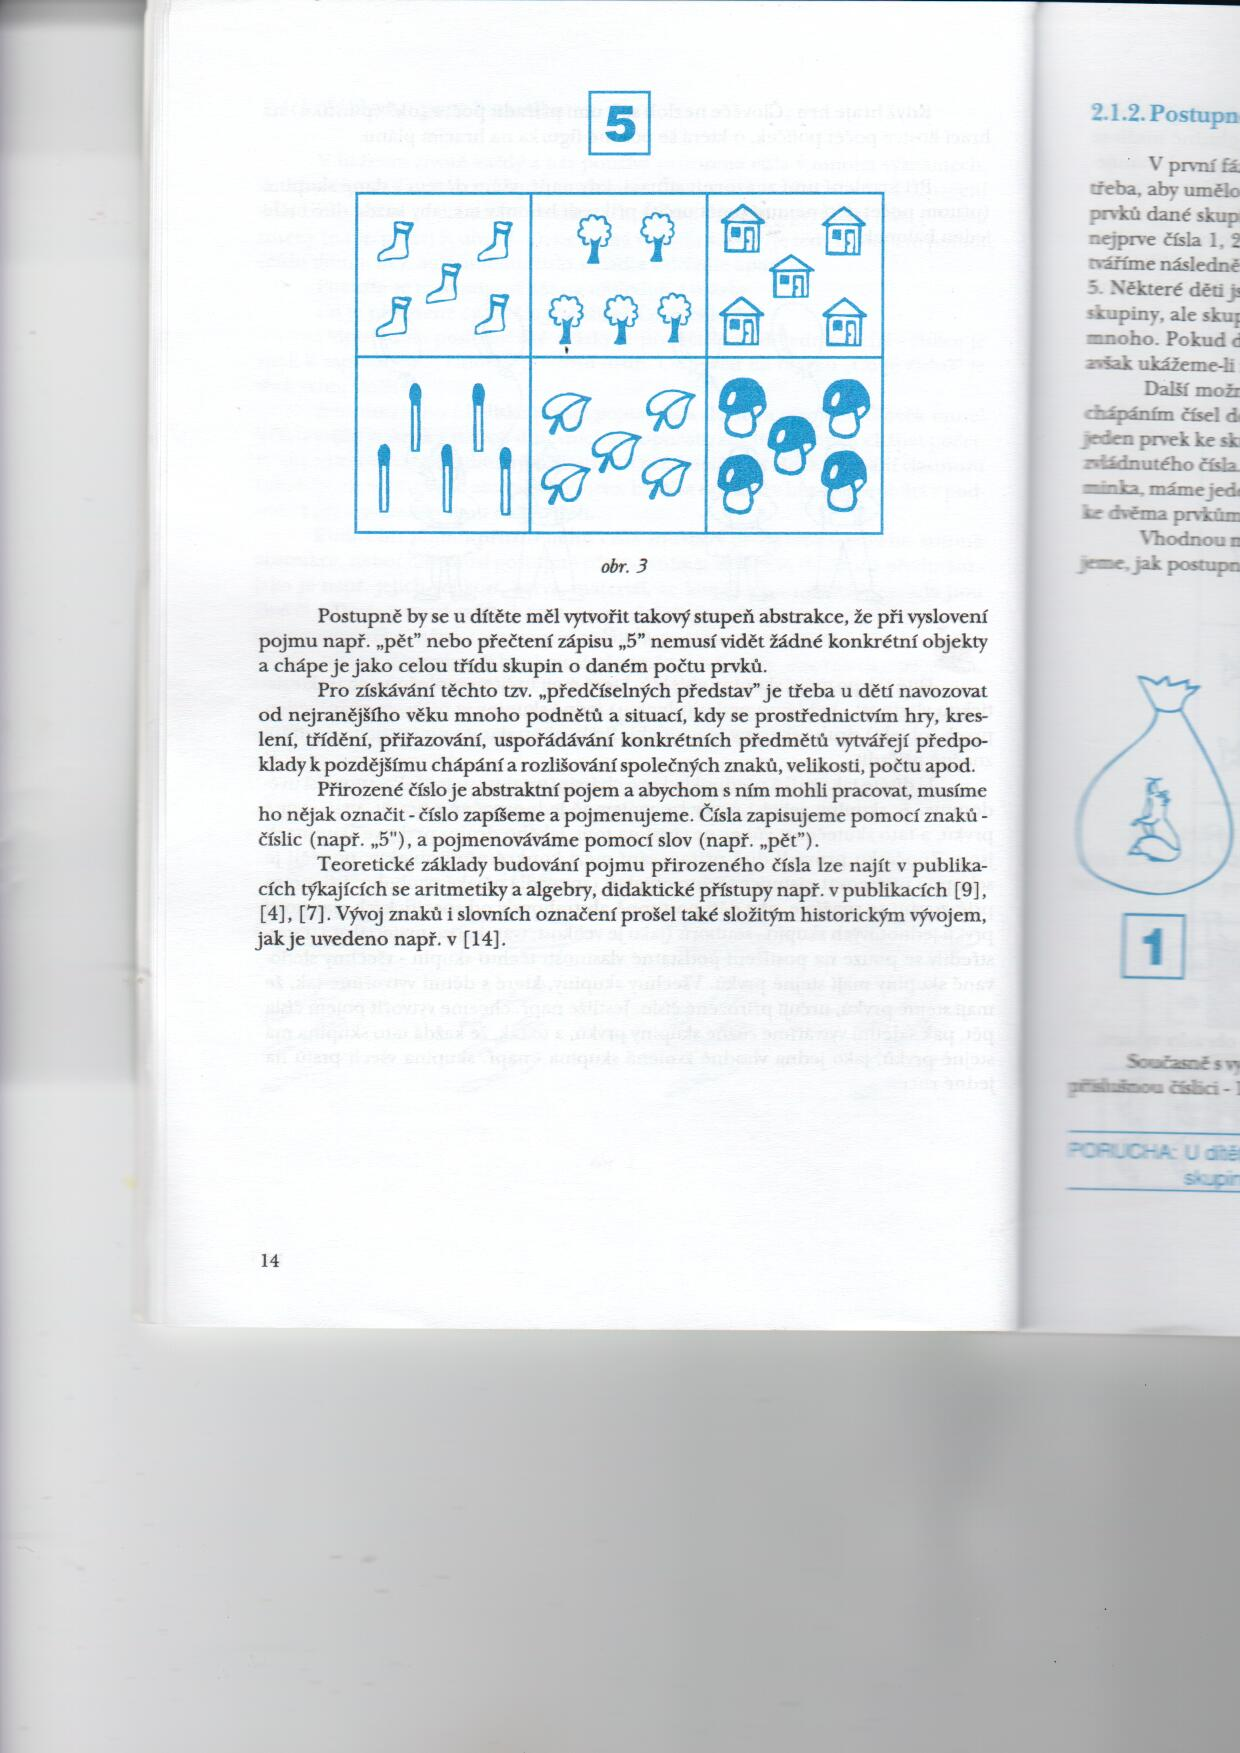 5
obr. 3
Postupně by se u dítěte měl vytvořit takový stupeň abstrakce, že při vyslovení
pojmu např. „pět” nebo přečtení zápisu „5” nemusí vidět žádné konkrétní objekty
a chápe je jako celou třídu skupin o daném počtu prvků.
Pro získávání těchto tzv. „předčíselných představ” je třeba u dětí navozovat
od nejranějšího věku mnoho podnětů a situací, kdy se prostřednictvím hry, kres-
lení, třídění, přiřazování, uspořádávání konkrétních předmětů vytvářejí předpo-
klady k pozdějšímu chápání a rozlišování společných znaků, velikosti, počtu apod.
Přirozené číslo je abstraktní pojem a abychom s ním mohli pracovat, musíme
ho nějak označit - číslo zapíšeme a pojmenujeme. Čísla zapisujeme pomocí znaků -
číslic (např. „5"), a pojmenováváme pomocí slov (např. „pět”).
Teoretické základy budování pojmu přirozeného čísla lze najít v publika-
cích týkajících se aritmetiky a algebry, didaktické přístupy např. v publikacích [9],
[4], [7]. Vývoj znaků i slovních označení prošel také složitým historickým vývojem,
jak je uvedeno např. v [14].
14
2.1.2. Postupn
V první fá
třeba, aby umělo
prvků dané skup
nejprve čísla 1, 2
tváříme následně
5. Některé děti js
skupiny, ale skup
mnoho. Pokud d
avšak ukážeme-li
Další možn
chápáním čísel d
jeden prvek ke sk
zvládnutého čísla.
minka, máme jed
ke dvěma prvkům
Vhodnou m
jeme, jak postupn
1
Současně s vy
příslušnou číslici - 1
PORUCHA: U dítě
skupin